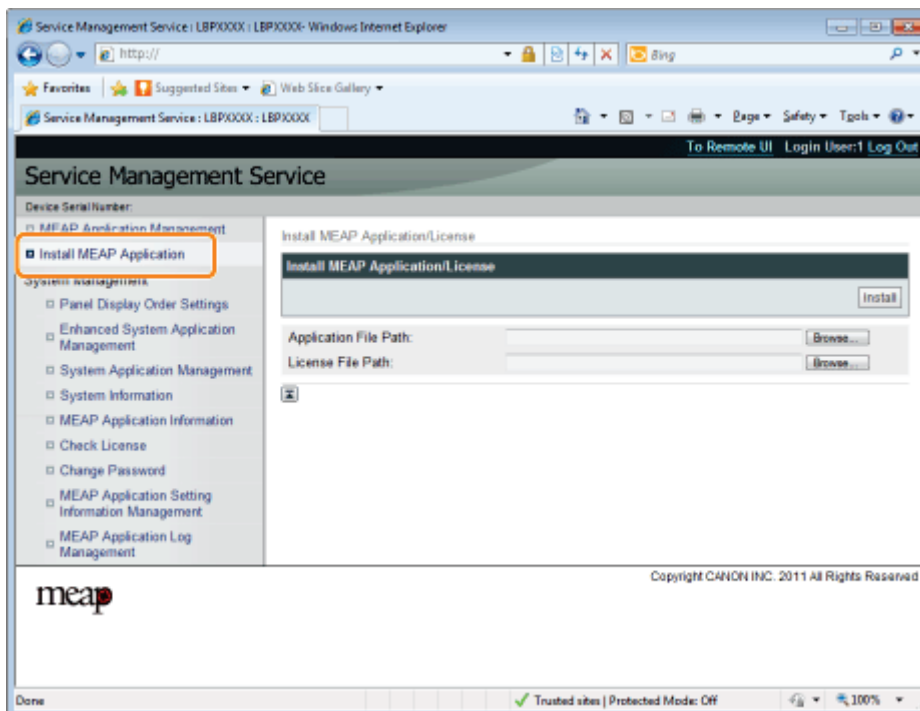 Service Management Service : LBPXXXX : LBPXXXX- Windows Internet Explorer
http://
Bing
Favorites
Suggested Sites
Web Slice Gallery
Service Management Service : LBPXXXX : LBPXXXX
Page
Safety
Tools
To Remote UI Login User:1 Log Out
Service Management Service
Device Serial Number:
MEAP Application Management
Install MEAP Application
System Management
Panel Display Order Settings
Enhanced System Application
Management
System Application Management
System Information
MEAP Application Information
Check License
Change Password
MEAP Application Setting
Information Management
MEAP Application Log
Management
Install MEAP Application/License
Install MEAP Application/License
Install
Application File Path:
Browse...
License File Path:
Browse...
Copyright CANON INC. 2011 All Rights Reserved
meap
Done
Trusted sites | Protected Mode: Off
100%